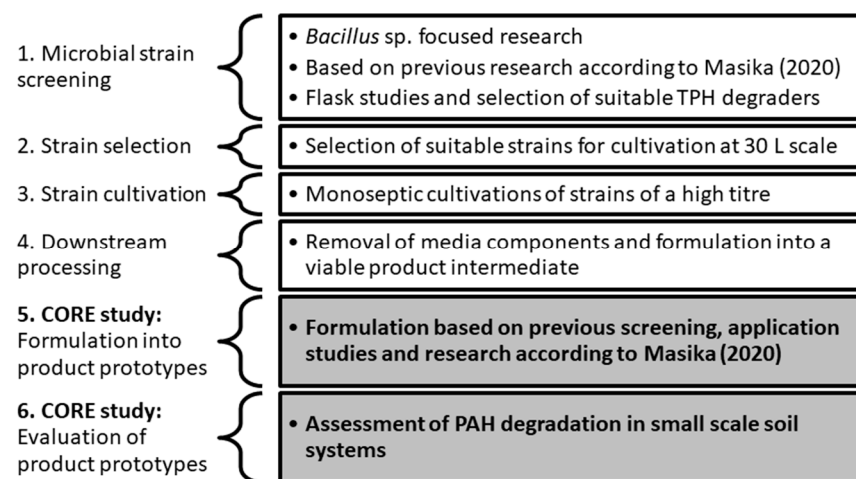 1. Microbial strain
screening
• Bacillus sp. focused research
• Based on previous research according to Masika (2020)
• Flask studies and selection of suitable TPH degraders
2. Strain selection
• Selection of suitable strains for cultivation at 30 L scale
3. Strain cultivation
• Monoseptic cultivations of strains of a high titre
4. Downstream
processing
• Removal of media components and formulation into a
viable product intermediate
5. CORE study:
Formulation into
product prototypes
• Formulation based on previous screening, application
studies and research according to Masika (2020)
6. CORE study:
Evaluation of
product prototypes
• Assessment of PAH degradation in small scale soil
systems